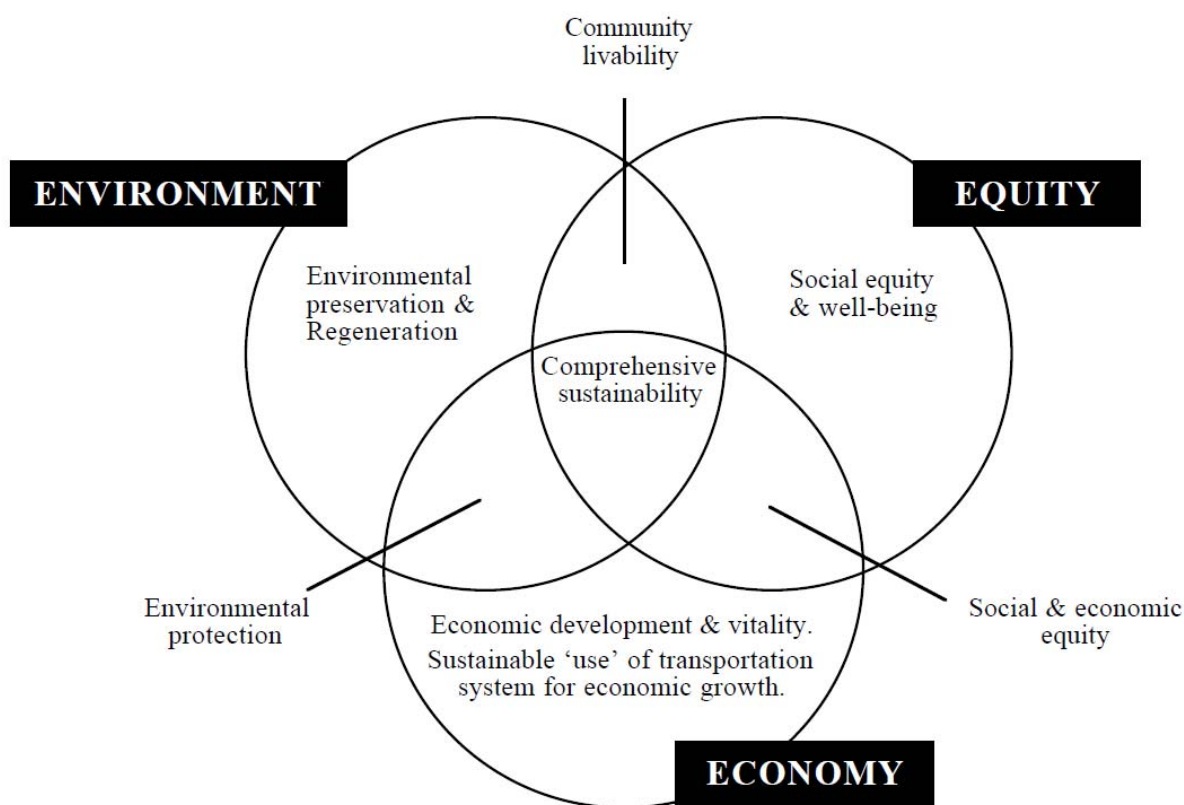 Community
livability
ENVIRONMENT
EQUITY
Environmental
preservation &
Regeneration
Social equity
& well-being
Comprehensive
sustainability
Environmental
protection
Economic development & vitality.
Sustainable ‘use’ of transportation
system for economic growth.
Social & economic
equity
ECONOMY